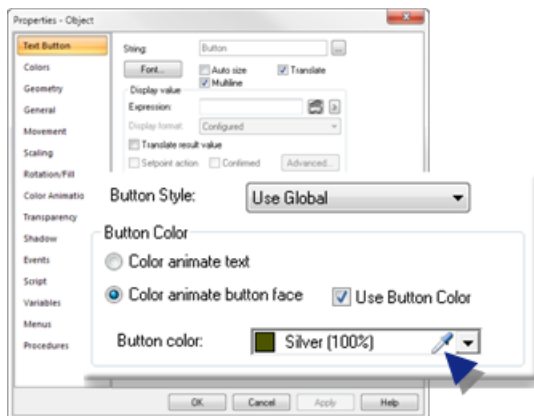 Properties - Object
Text Button
Colors
Geometry
General
Movement
Scaling
Rotation/Fill
Color Animatio
Transparency
Shadow
Events
Script
Variables
Menus
Procedures
String: Button ...
Font... Auto size Translate
Multiline
Display value
Expression:
Display format: Configured
Translate result value
Setpoint action Confirmed Advanced...
Button Style: Use Global
Button Color
Color animate text
Color animate button face Use Button Color
Button color: Silver (100%)
OK Cancel Apply Help